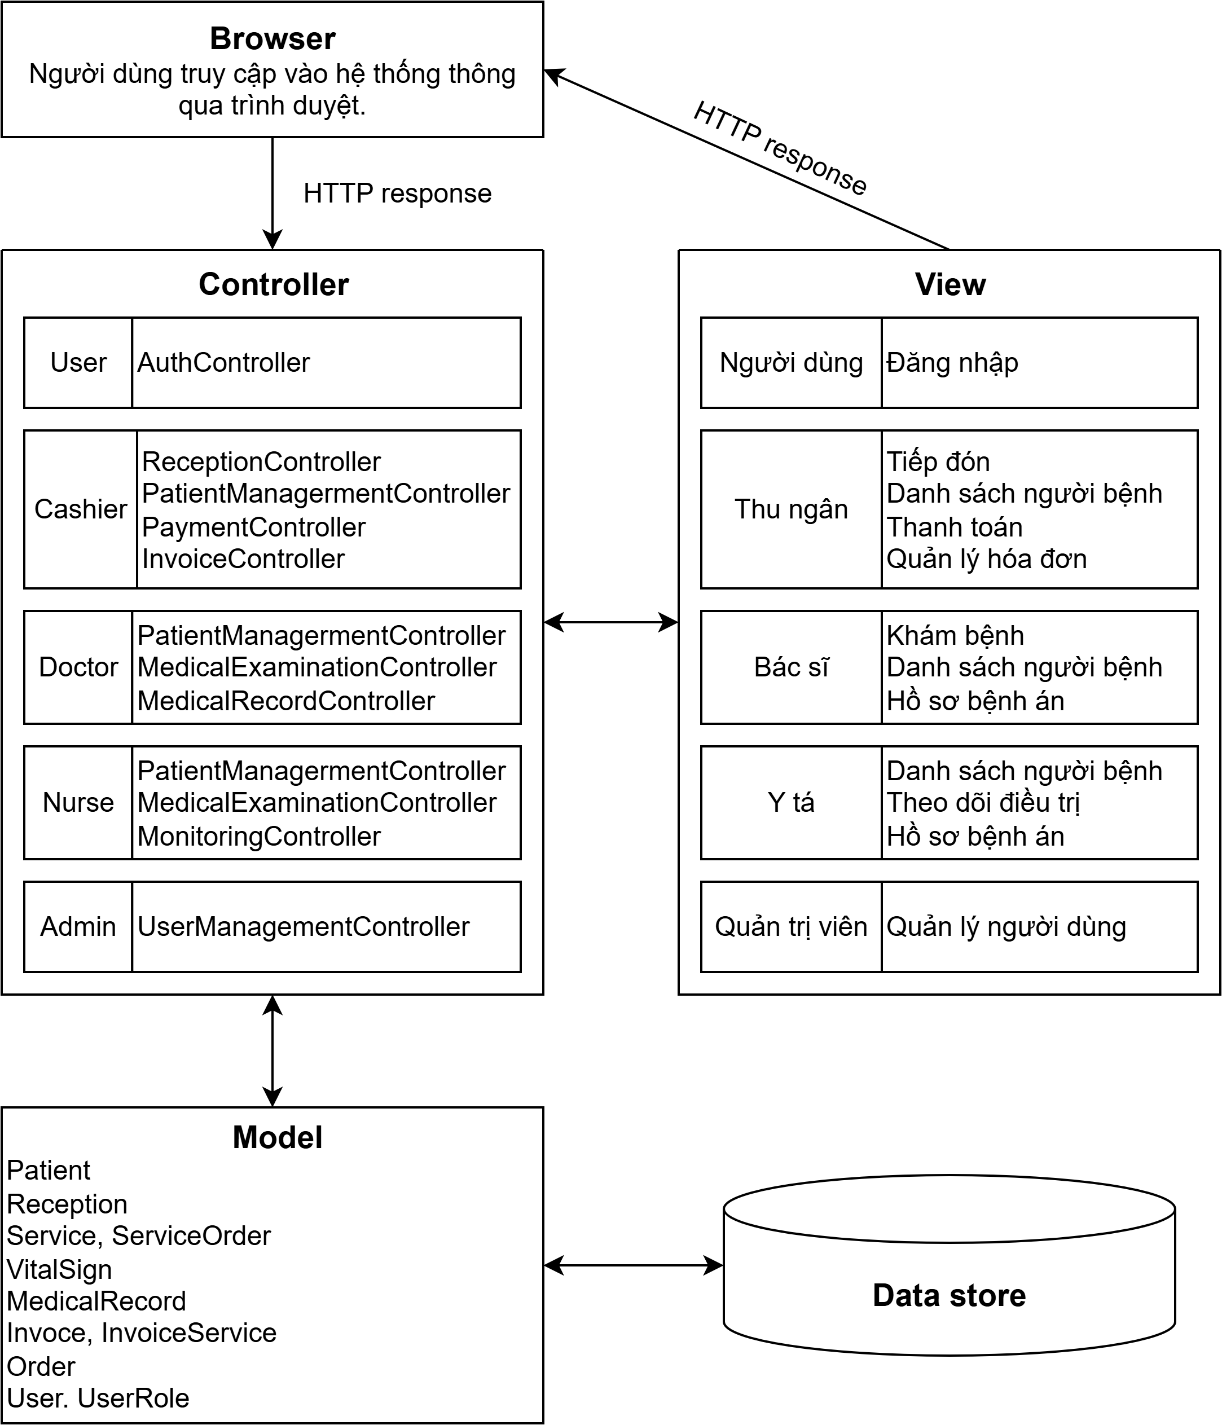 Browser
Người dùng truy cập vào hệ thống thông
qua trình duyệt.
HTTP response
HTTP response
Controller
User
AuthController
Cashier
ReceptionController
PatientManagermentController
PaymentController
InvoiceController
Doctor
PatientManagermentController
MedicalExaminationController
MedicalRecordController
Nurse
PatientManagermentController
MedicalExaminationController
MonitoringController
Admin
UserManagementController
View
Người dùng
Đăng nhập
Thu ngân
Tiếp đón
Danh sách người bệnh
Thanh toán
Quản lý hóa đơn
Bác sĩ
Khám bệnh
Danh sách người bệnh
Hồ sơ bệnh án
Y tá
Danh sách người bệnh
Theo dõi điều trị
Hồ sơ bệnh án
Quản trị viên
Quản lý người dùng
Model
Patient
Reception
Service, ServiceOrder
VitalSign
MedicalRecord
Invoce, InvoiceService
Order
User. UserRole
Data store